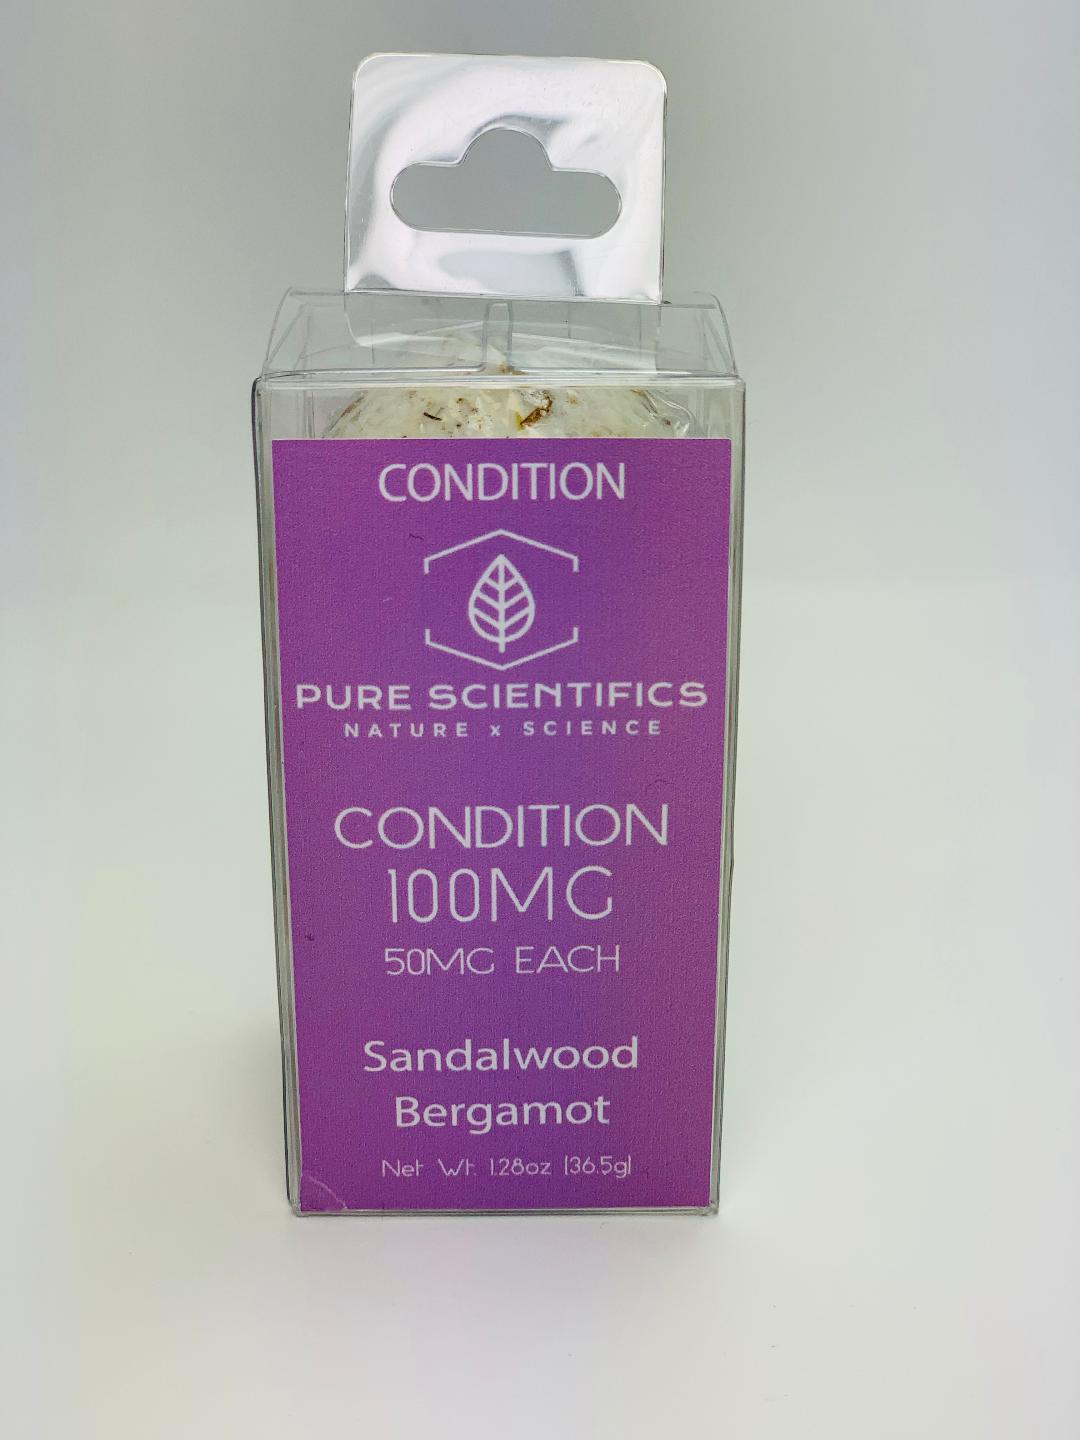 CONDITION
PURE SCIENTIFICS
NATURE x SCIENCE
CONDITION
100MG
50MG EACH
Sandalwood
Bergamot
Net Wt. 1.28oz (36.5g)